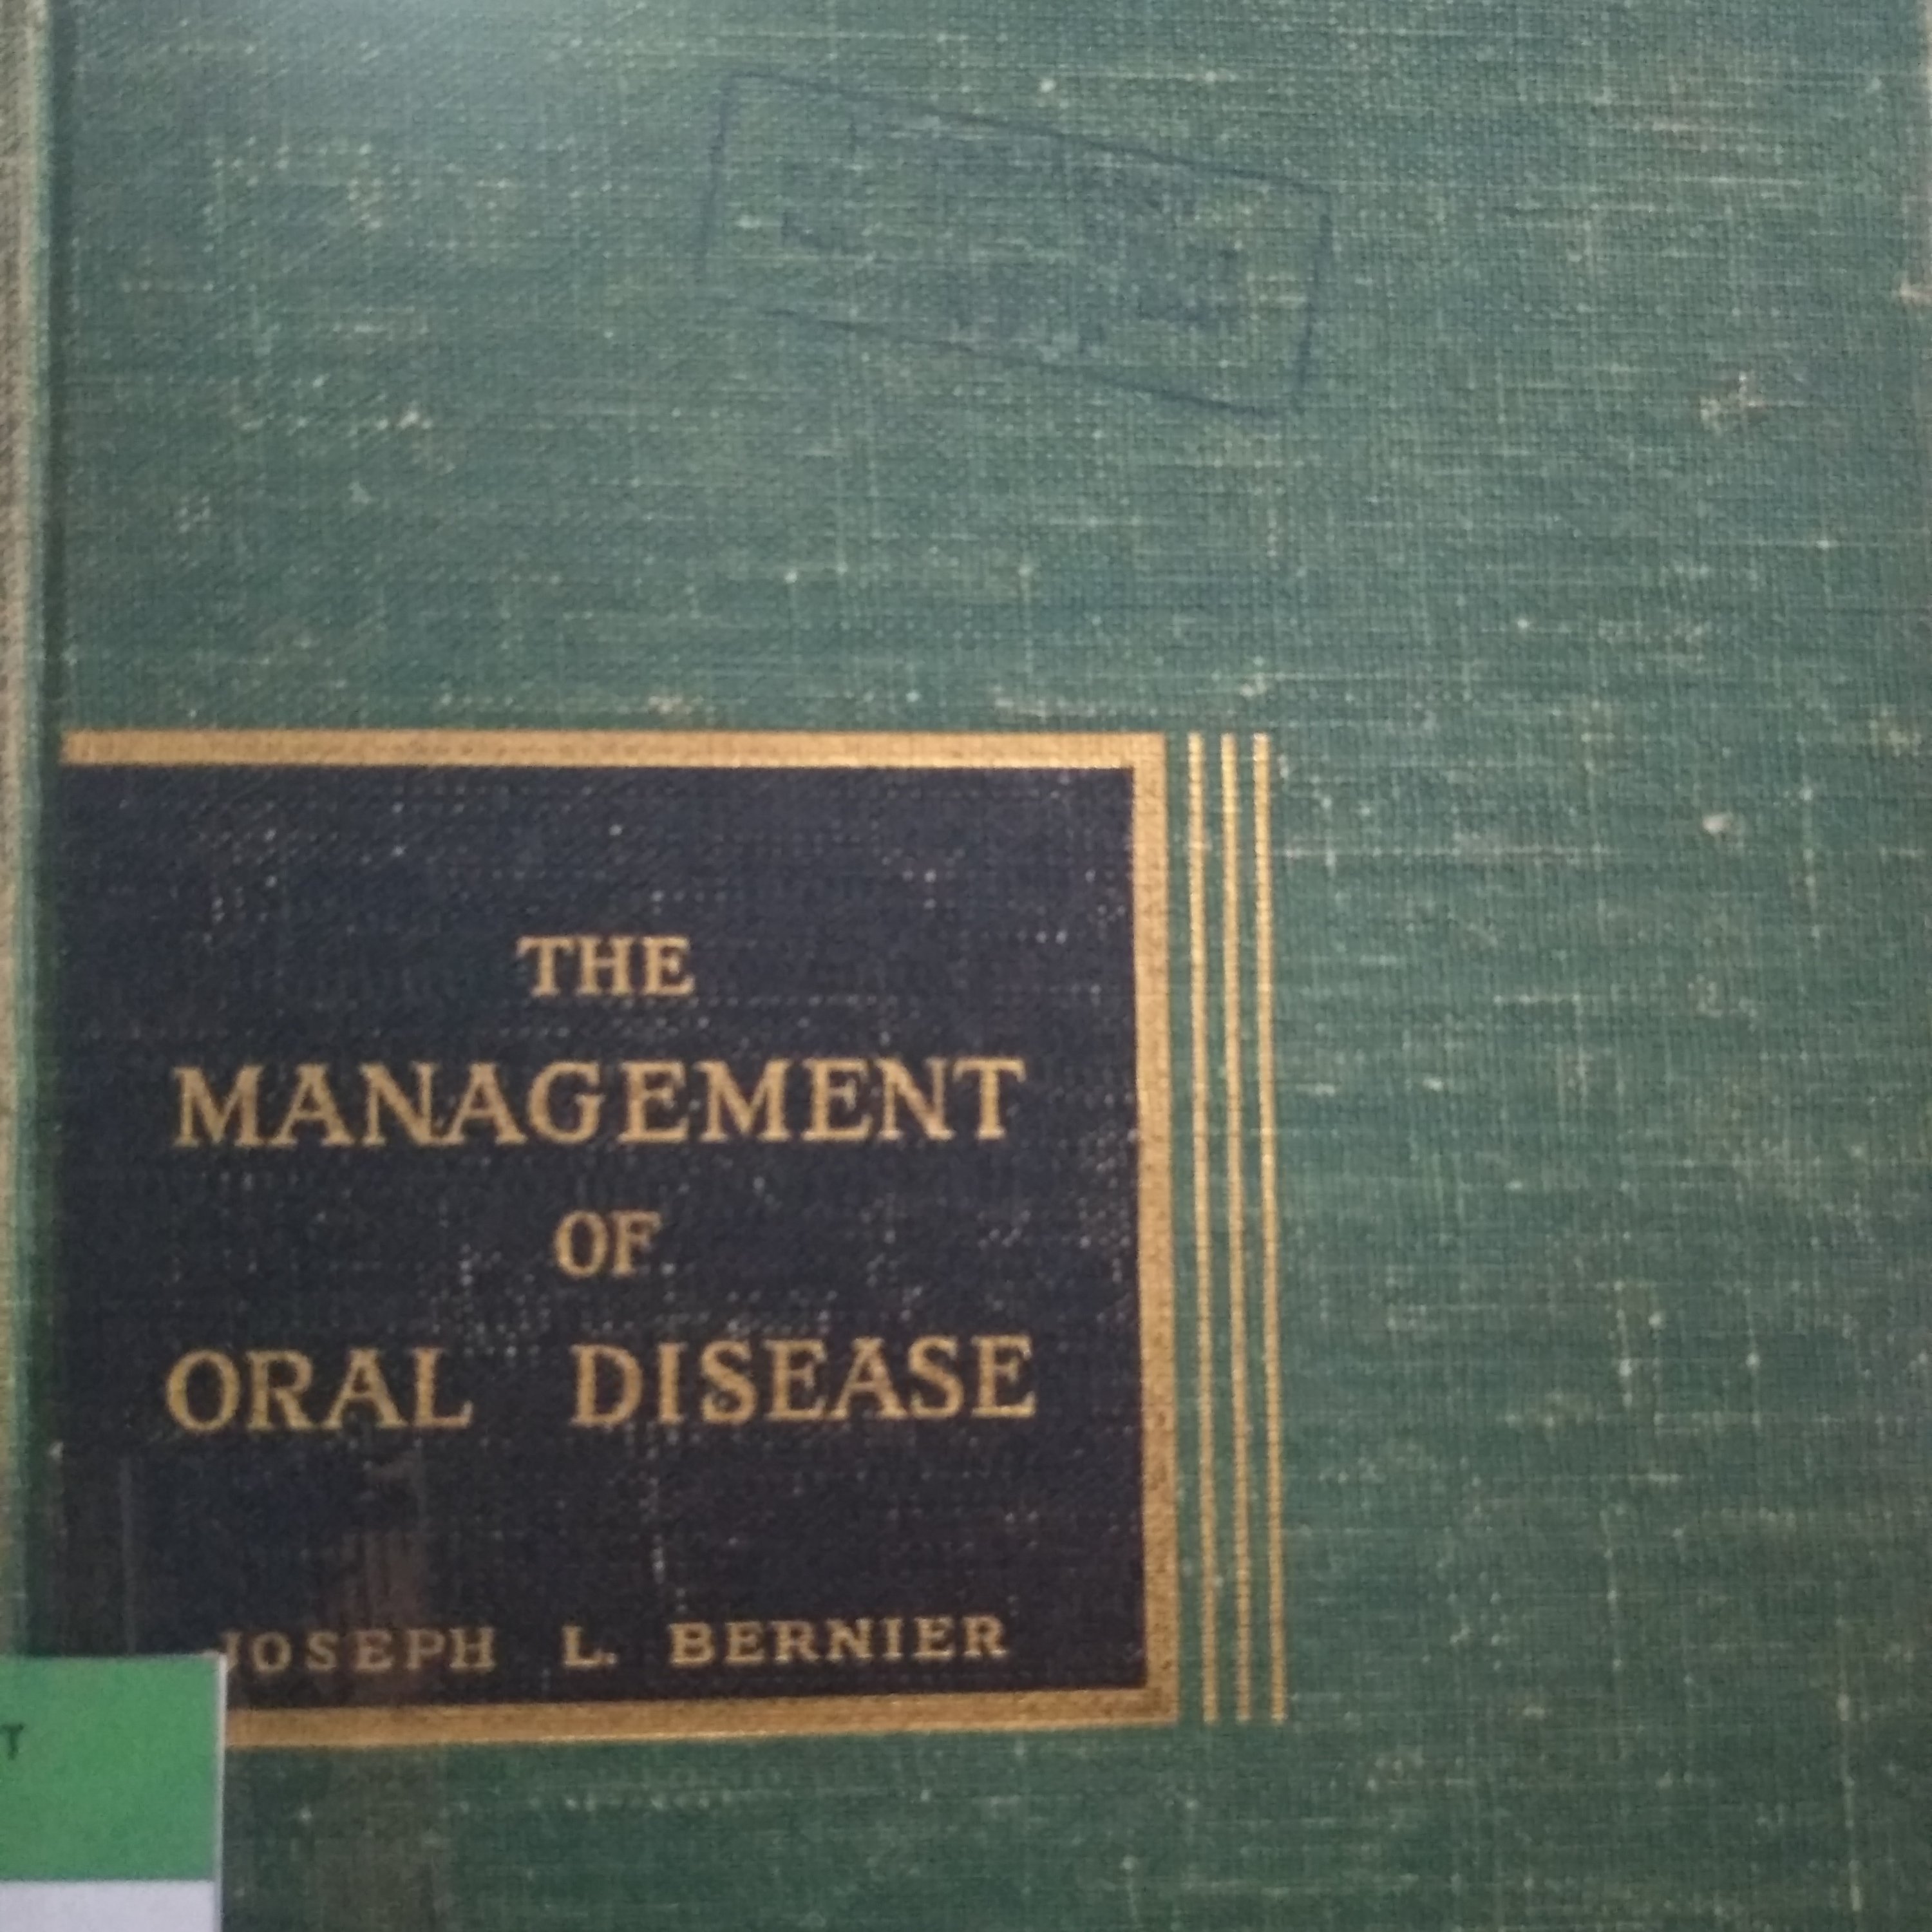 THE
MANAGEMENT
OF
ORAL DISEASE
JOSEPH L. BERNIER
T